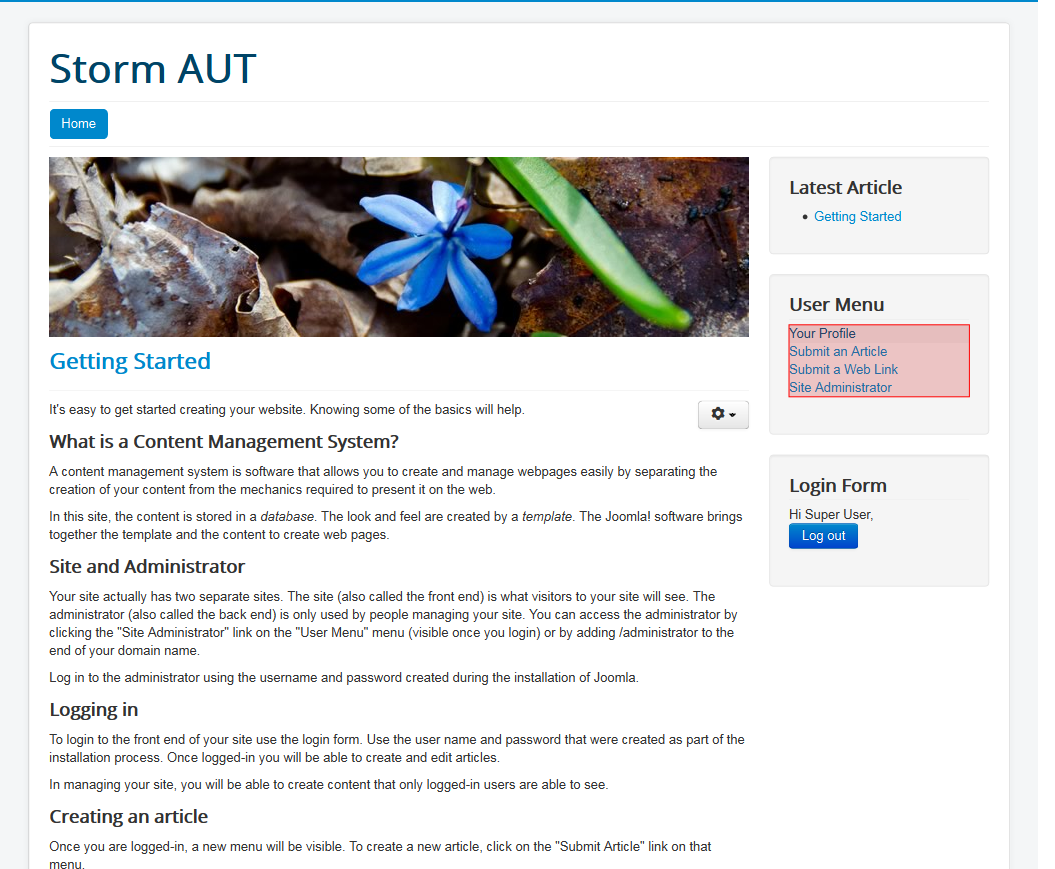 Storm AUT
Home
Getting Started
It's easy to get started creating your website. Knowing some of the basics will help.
What is a Content Management System?
A content management system is software that allows you to create and manage webpages easily by separating the
creation of your content from the mechanics required to present it on the web.
In this site, the content is stored in a database. The look and feel are created by a template. The Joomla! software brings
together the template and the content to create web pages.
Site and Administrator
Your site actually has two separate sites. The site (also called the front end) is what visitors to your site will see. The
administrator (also called the back end) is only used by people managing your site. You can access the administrator by
clicking the "Site Administrator" link on the "User Menu" menu (visible once you login) or by adding /administrator to the
end of your domain name.
Log in to the administrator using the username and password created during the installation of Joomla.
Logging in
To login to the front end of your site use the login form. Use the user name and password that were created as part of the
installation process. Once logged-in you will be able to create and edit articles.
In managing your site, you will be able to create content that only logged-in users are able to see.
Creating an article
Once you are logged-in, a new menu will be visible. To create a new article, click on the "Submit Article" link on that
menu.
Latest Article
Getting Started
User Menu
Your Profile
Submit an Article
Submit a Web Link
Site Administrator
Login Form
Hi Super User,
Log out